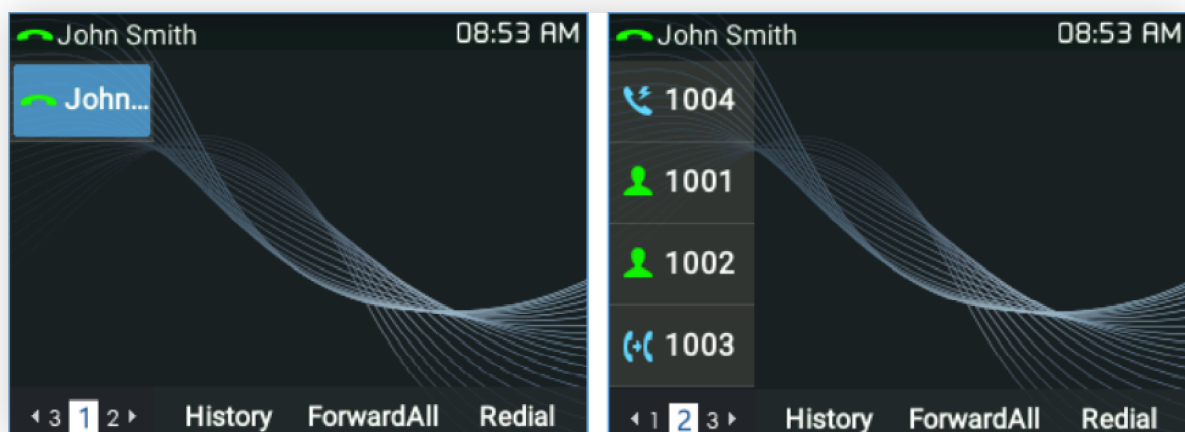 John Smith 08:53 AM
John...
3 1 2 History ForwardAll Redial
John Smith 08:53 AM
1004
1001
1002
1003
1 2 3 History ForwardAll Redial